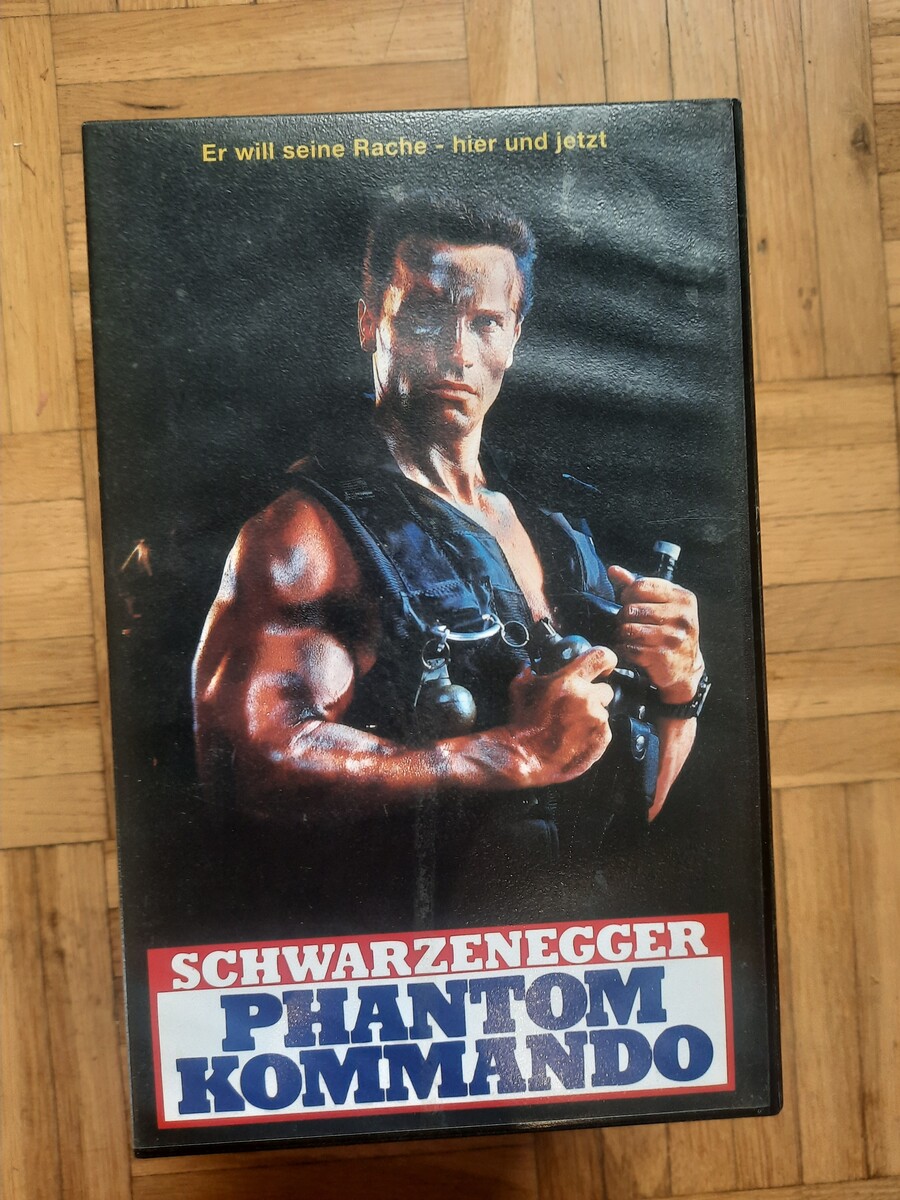 Er will seine Rache - hier und jetzt
SCHWARZENEGGER
PHANTOM
KOMMANDO